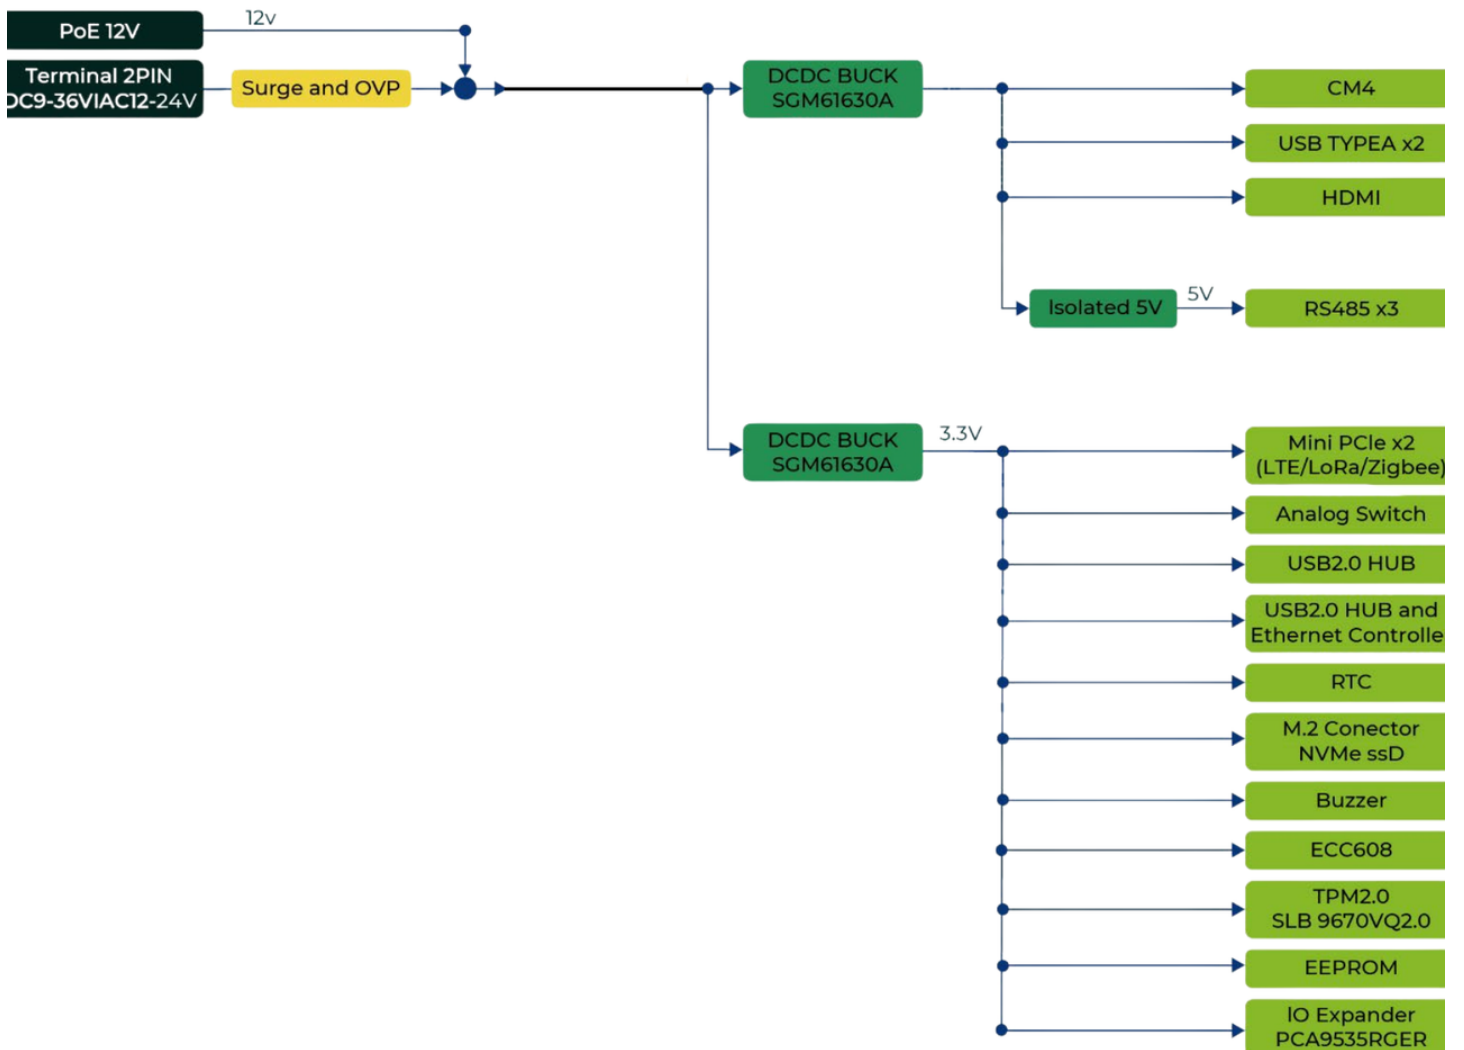 PoE 12V
12v
Terminal 2PIN
DC9-36VIAC12-24V
Surge and OVP
DCDC BUCK
SGM61630A
CM4
USB TYPEA x2
HDMI
Isolated 5V
5V
RS485 x3
DCDC BUCK
SGM61630A
3.3V
Mini PCIe x2
(LTE/LoRa/Zigbee)
Analog Switch
USB2.0 HUB
USB2.0 HUB and
Ethernet Controlle
RTC
M.2 Conector
NVMe ssD
Buzzer
ECC608
TPM2.0
SLB 9670VQ2.0
EEPROM
IO Expander
PCA9535RGER